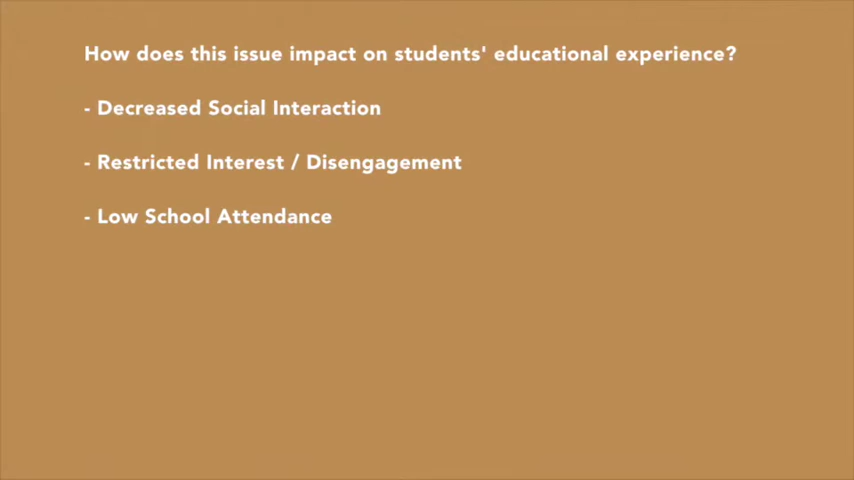 How does this issue impact on students' educational experience?
- Decreased Social Interaction
- Restricted Interest / Disengagement
- Low School Attendance